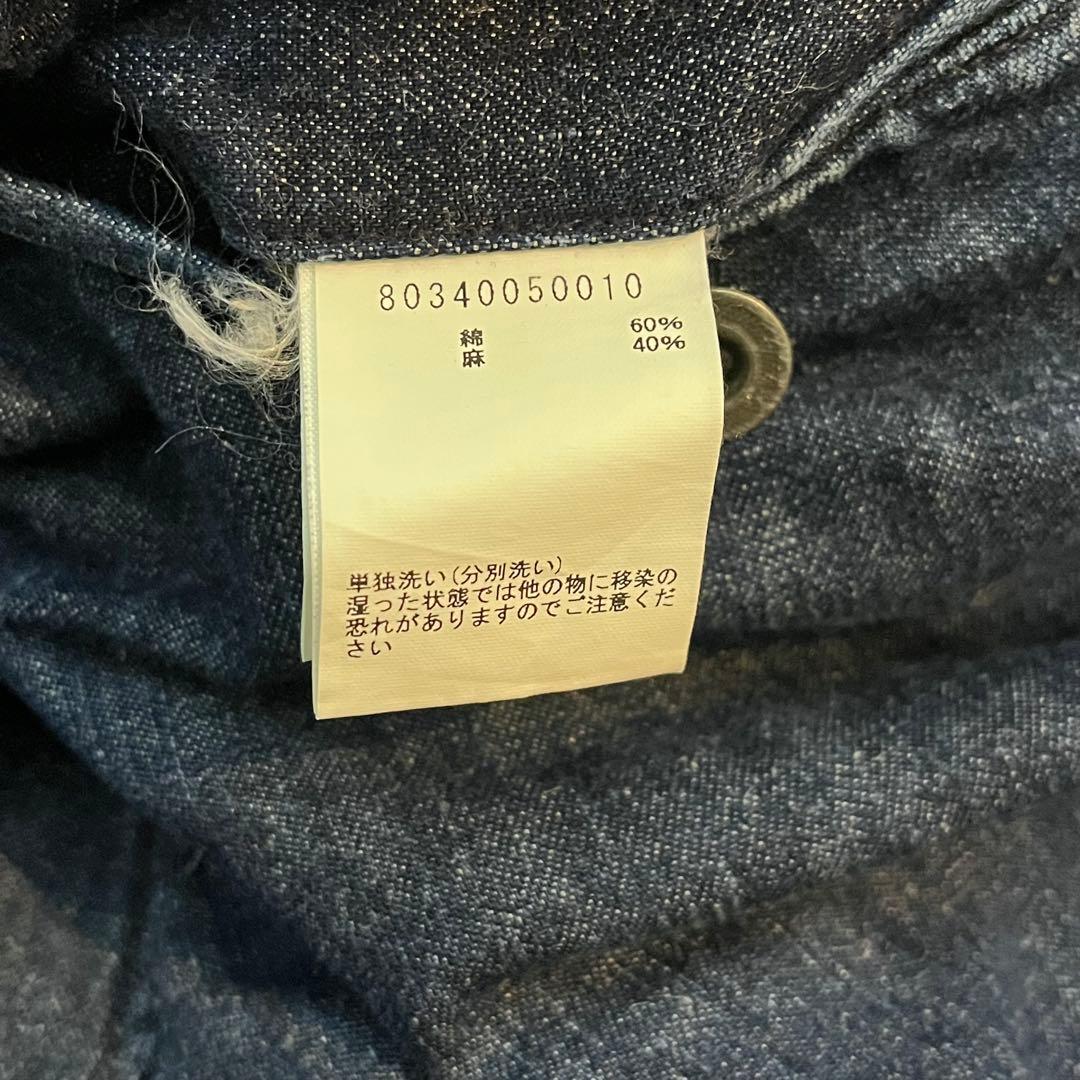 80340050010
綿 60%
麻 40%
単独洗い(分別洗い)
湿った状態では他の物に移染の
恐れがありますのでご注意くだ
さい